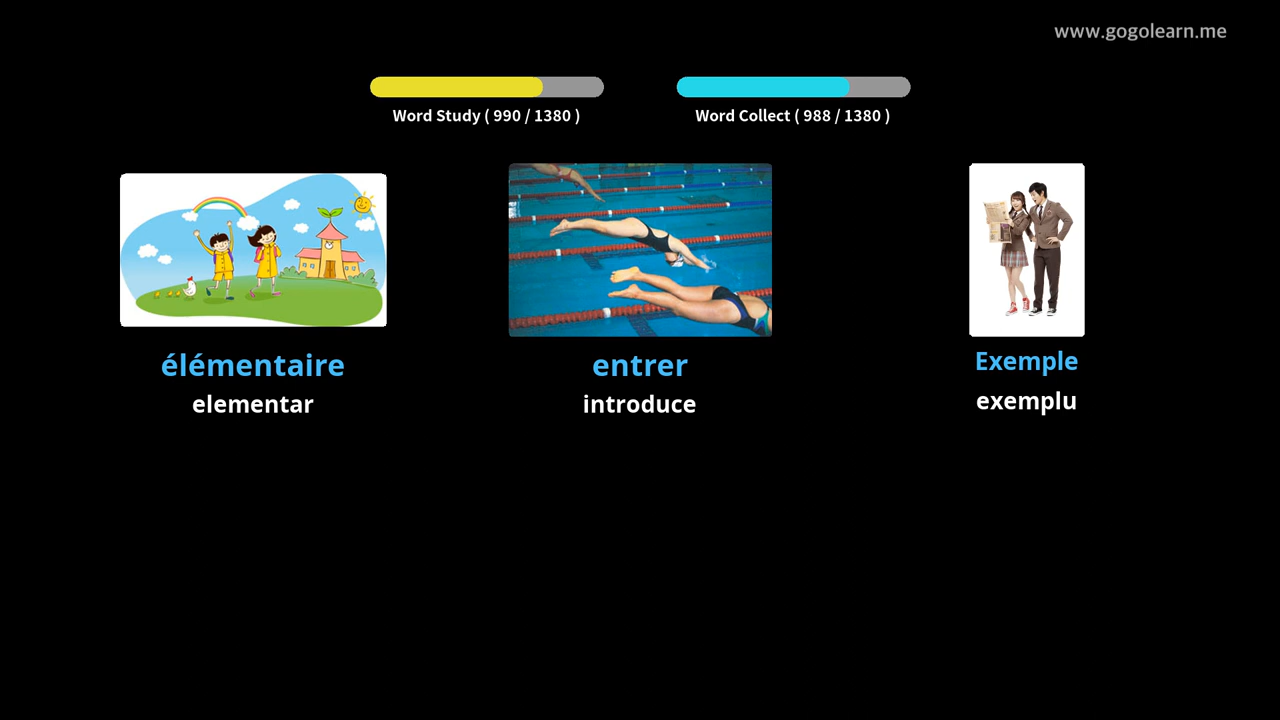 www.gogolearn.me
Word Study ( 990 / 1380 )
Word Collect ( 988 / 1380 )
élémentaire
elementar
entrer
introduce
Exemple
exemplu